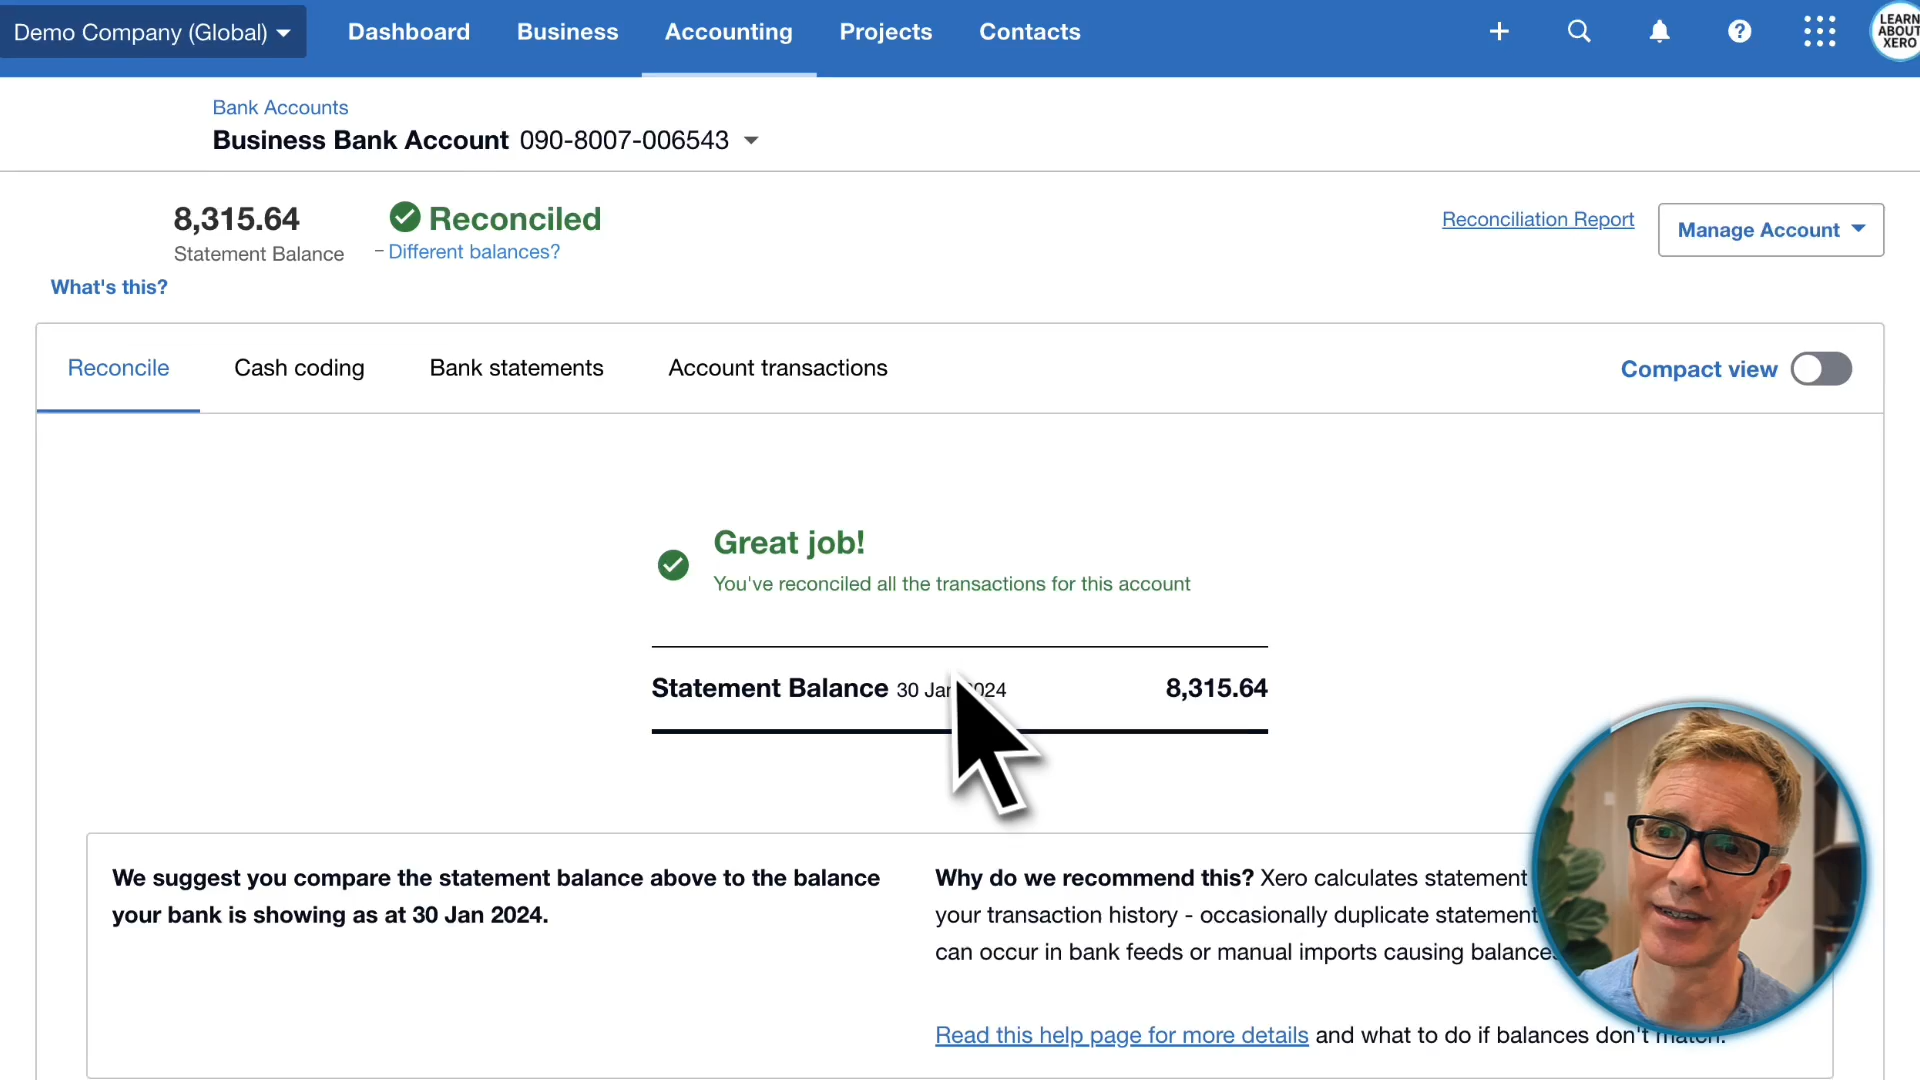 Demo Company (Global)
Dashboard
Business
Accounting
Projects
Contacts
LEARN
ABOUT
XERO
Bank Accounts
Business Bank Account 090-8007-006543
8,315.64
Statement Balance
Reconciled
– Different balances?
What's this?
Reconciliation Report
Manage Account
Reconcile
Cash coding
Bank statements
Account transactions
Compact view
Great job!
You've reconciled all the transactions for this account
Statement Balance 30 Jan 2024 8,315.64
We suggest you compare the statement balance above to the balance
your bank is showing as at 30 Jan 2024.
Why do we recommend this? Xero calculates statement
your transaction history - occasionally duplicate statement
can occur in bank feeds or manual imports causing balances
Read this help page for more details and what to do if balances don't match.